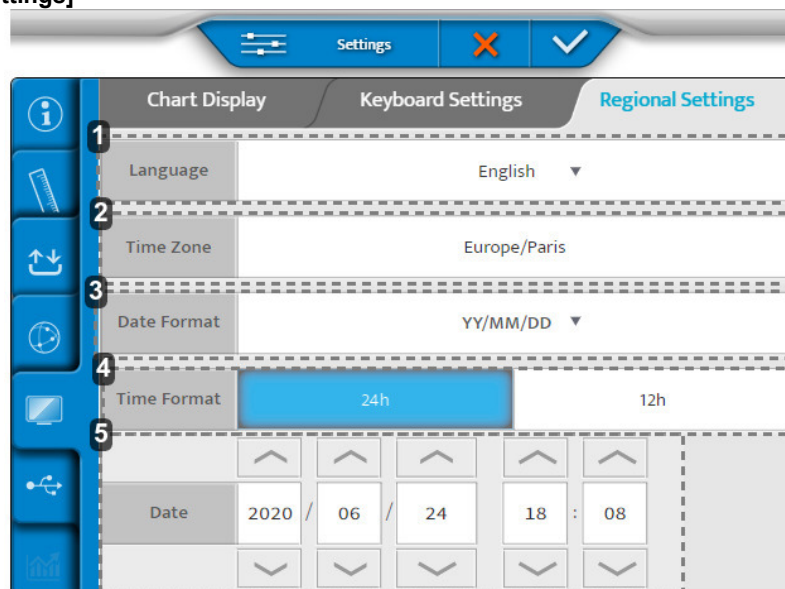 ttings]
Settings
Chart Display Keyboard Settings Regional Settings
1
Language English ▼
2
Time Zone Europe/Paris
3
Date Format YY/MM/DD ▼
4
Time Format 24h 12h
5
Date 2020 / 06 / 24 18 : 08